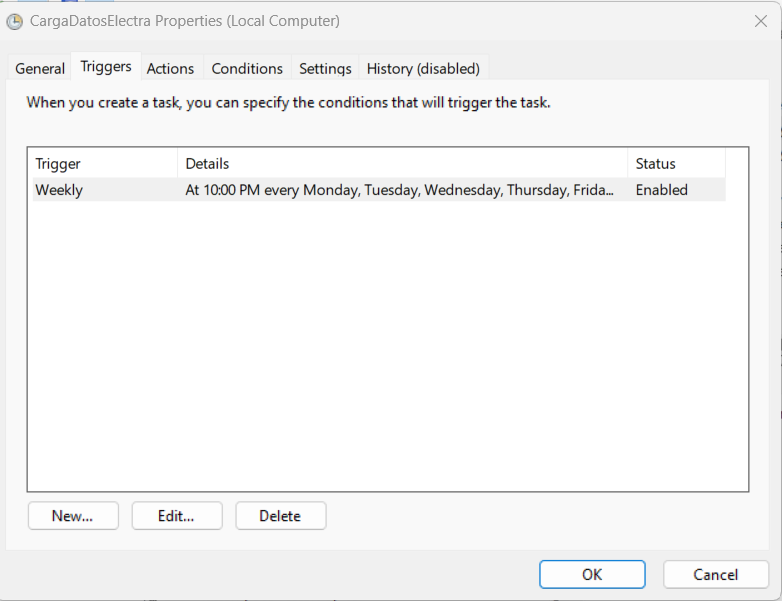 CargaDatosElectra Properties (Local Computer)
General Triggers Actions Conditions Settings History (disabled)
When you create a task, you can specify the conditions that will trigger the task.
Trigger Details Status
Weekly At 10:00 PM every Monday, Tuesday, Wednesday, Thursday, Frida... Enabled
New... Edit... Delete
OK Cancel